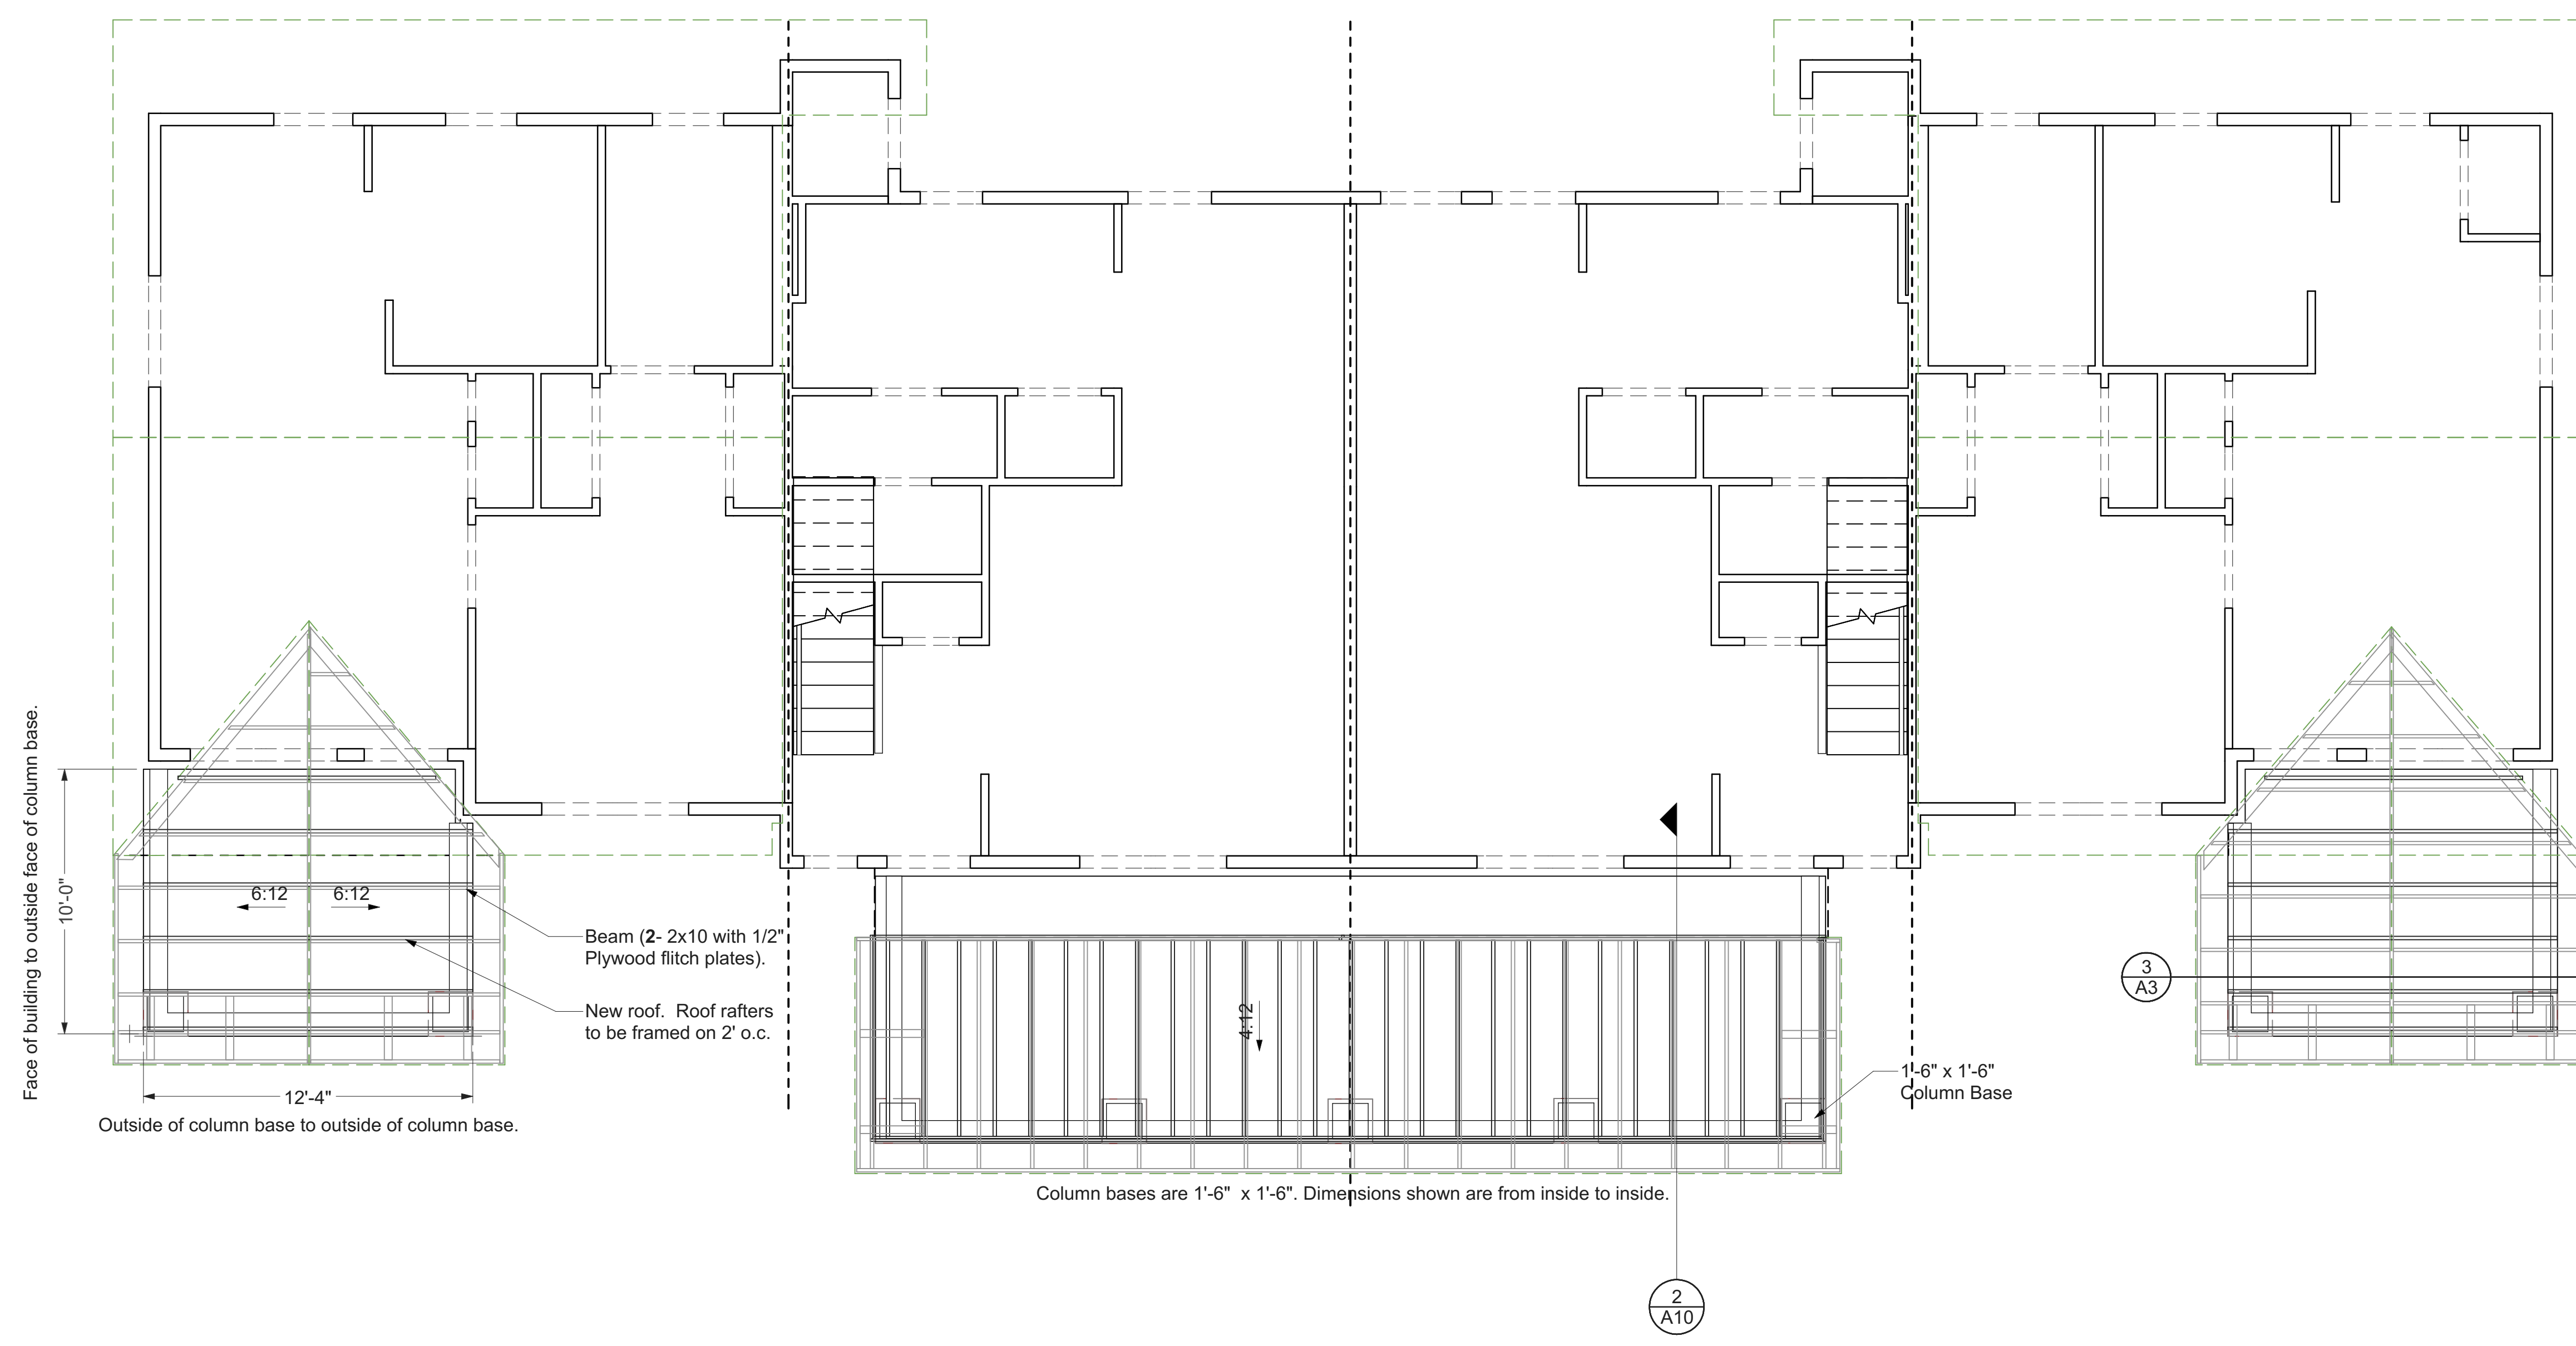 Face of building to outside face of column base.
10'-0"
6:12
6:12
Beam (2- 2x10 with 1/2"
Plywood flitch plates).
New roof.  Roof rafters
to be framed on 2' o.c.
12'-4"
Outside of column base to outside of column base.
4:12
Column bases are 1'-6"  x 1'-6". Dimensions shown are from inside to inside.
1'-6" x 1'-6"
Column Base
3
A3
2
A10